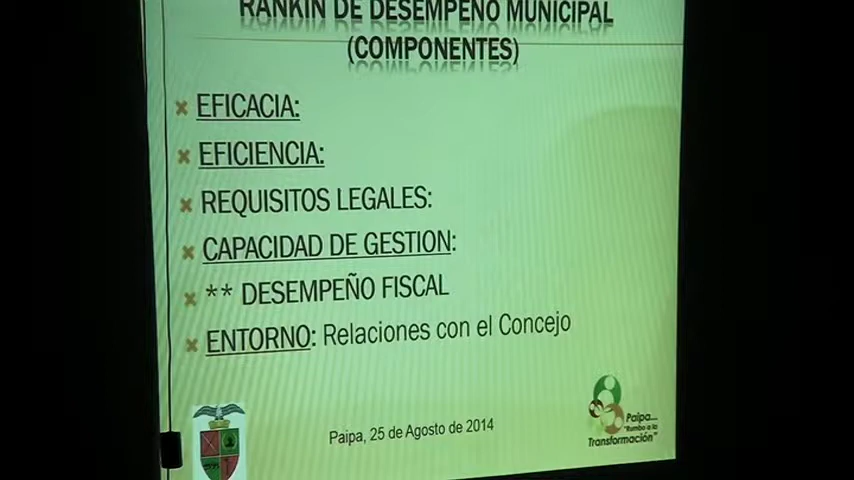 RANKIN DE DESEMPEÑO MUNICIPAL
(COMPONENTES)
EFICACIA:
EFICIENCIA:
REQUISITOS LEGALES:
CAPACIDAD DE GESTION:
** DESEMPEÑO FISCAL
ENTORNO: Relaciones con el Concejo
Paipa, 25 de Agosto de 2014
Paipa...
"Rumbo a la
Transformación"